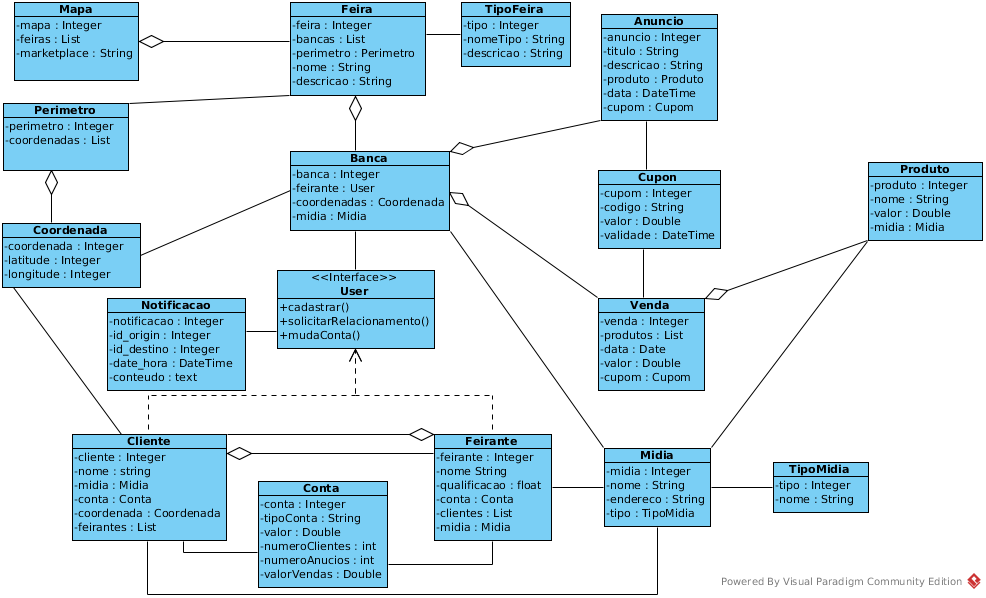 Mapa
-mapa : Integer
-feiras : List
-marketplace : String
Feira
-feira : Integer
-bancas : List
-perimetro : Perimetro
-nome : String
-descricao : String
TipoFeira
-tipo : Integer
-nomeTipo : String
-descricao : String
Anuncio
-anuncio : Integer
-titulo : String
-descricao : String
-produto : Produto
-data : DateTime
-cupom : Cupom
Perimetro
-perimetro : Integer
-coordenadas : List
Banca
-banca : Integer
-feirante : User
-coordenadas : Coordenada
-midia : Midia
Cupon
-cupom : Integer
-codigo : String
-valor : Double
-validade : DateTime
Produto
-produto : Integer
-nome : String
-valor : Double
-midia : Midia
Coordenada
-coordenada : Integer
-latitude : Integer
-longitude : Integer
<<Interface>>
User
+cadastrar()
+solicitarRelacionamento()
+mudaConta()
Notificacao
-notificacao : Integer
-id_origin : Integer
-id_destino : Integer
-date_hora : DateTime
-conteudo : text
Venda
-venda : Integer
-produtos : List
-data : Date
-valor : Double
-cupom : Cupom
Cliente
-cliente : Integer
-nome : string
-midia : Midia
-conta : Conta
-coordenada : Coordenada
-feirantes : List
Feirante
-feirante : Integer
-nome String
-qualificacao : float
-conta : Conta
-clientes : List
-midia : Midia
Conta
-conta : Integer
-tipoConta : String
-valor : Double
-numeroClientes : int
-numeroAnucios : int
-valorVendas : Double
Midia
-midia : Integer
-nome : String
-endereco : String
-tipo : TipoMidia
TipoMidia
-tipo : Integer
-nome : String
Powered By Visual Paradigm Community Edition